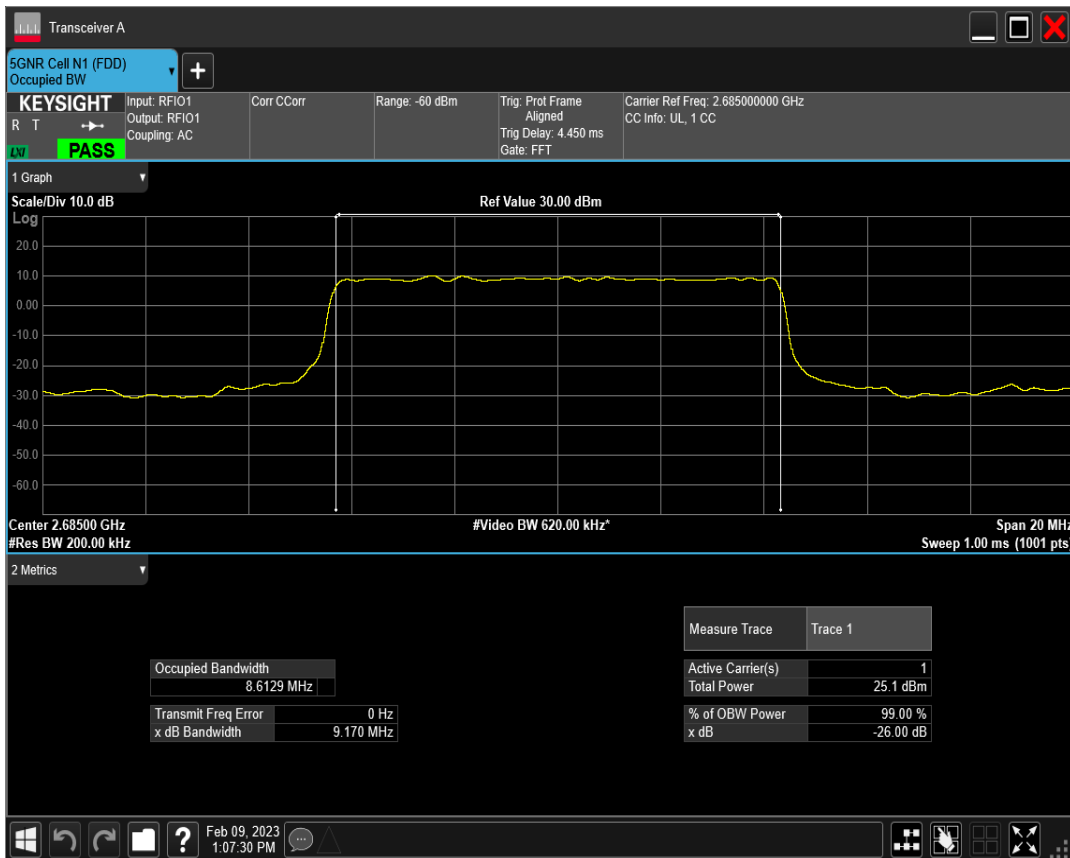 Transceiver A
5GNR Cell N1 (FDD)
Occupied BW
+
KEYSIGHT
R T
LXI
PASS
Input: RFIO1
Output: RFIO1
Coupling: AC
Corr CCorr
Range: -60 dBm
Trig: Prot Frame
Aligned
Trig Delay: 4.450 ms
Gate: FFT
Carrier Ref Freq: 2.685000000 GHz
CC Info: UL, 1 CC
1 Graph
Scale/Div 10.0 dB
Ref Value 30.00 dBm
Log
20.0
10.0
0.00
-10.0
-20.0
-30.0
-40.0
-50.0
-60.0
Center 2.68500 GHz
#Video BW 620.00 kHz*
Span 20 MHz
#Res BW 200.00 kHz
Sweep 1.00 ms (1001 pts)
2 Metrics
Measure Trace Trace 1
Occupied Bandwidth
8.6129 MHz
Active Carrier(s) 1
Total Power 25.1 dBm
Transmit Freq Error 0 Hz
x dB Bandwidth 9.170 MHz
% of OBW Power 99.00 %
x dB -26.00 dB
?
Feb 09, 2023
1:07:30 PM